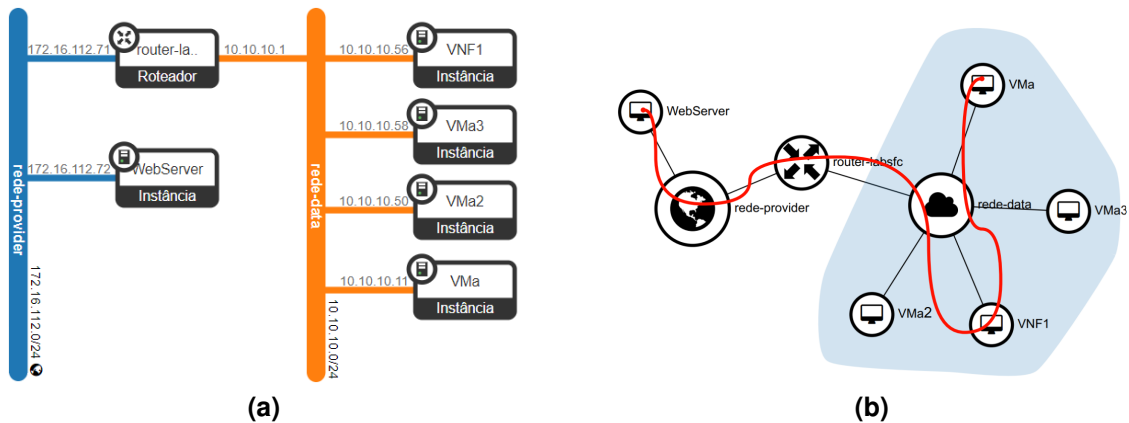 172.16.112.71
router-la..
Roteador
10.10.10.1
10.10.10.56
VNF1
Instância
10.10.10.58
VMa3
Instância
172.16.112.72
WebServer
Instância
10.10.10.50
VMa2
Instância
10.10.10.11
VMa
Instância
rede-provider
172.16.112.0/24
rede-data
10.10.10.0/24
(a)
WebServer
VMa
router-labsfc
rede-provider
rede-data
VMa3
VMa2
VNF1
(b)